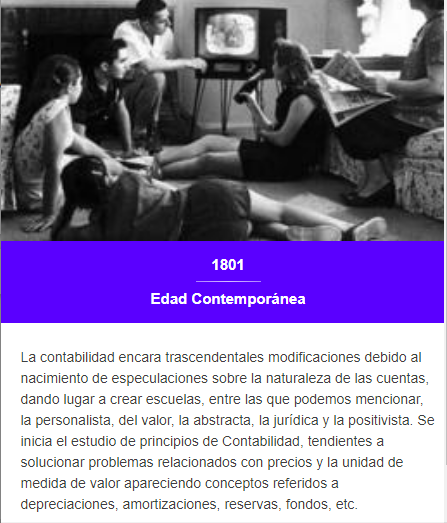 1801
Edad Contemporánea
La contabilidad encara trascendentales modificaciones debido al
nacimiento de especulaciones sobre la naturaleza de las cuentas,
dando lugar a crear escuelas, entre las que podemos mencionar,
la personalista, del valor, la abstracta, la jurídica y la positivista. Se
inicia el estudio de principios de Contabilidad, tendientes a
solucionar problemas relacionados con precios y la unidad de
medida de valor apareciendo conceptos referidos a
depreciaciones, amortizaciones, reservas, fondos, etc.